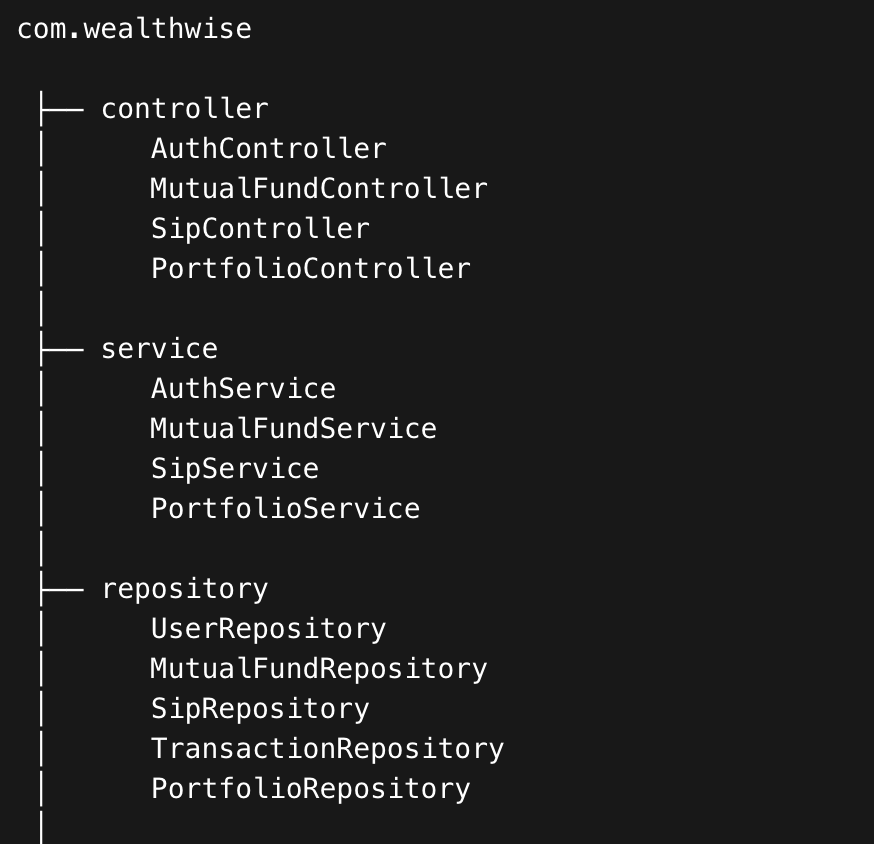 com.wealthwise
├── controller
│      AuthController
│      MutualFundController
│      SipController
│      PortfolioController
│
├── service
│      AuthService
│      MutualFundService
│      SipService
│      PortfolioService
│
├── repository
│      UserRepository
│      MutualFundRepository
│      SipRepository
│      TransactionRepository
│      PortfolioRepository
│